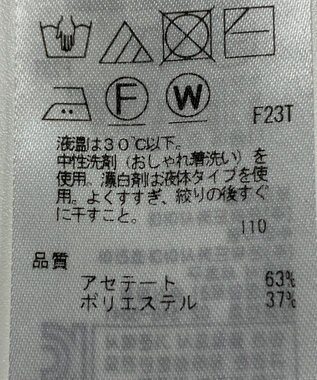 F W
F23T
液温は30℃以下。
中性洗剤（おしゃれ着洗い）を
使用。漂白剤は液体タイプを使
用。よくすすぎ、絞りの後すぐ
に干すこと。
110
品質
アセテート 63%
ポリエステル 37%